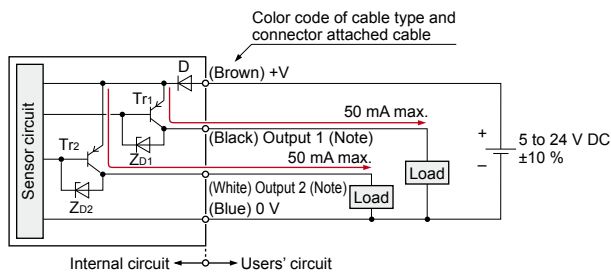 Color code of cable type and
connector attached cable
D
(Brown) +V
Tr1
50 mA max.
ZD1
(Black) Output 1 (Note)
Tr2
50 mA max.
+
5 to 24 V DC
−
±10 %
Load
Sensor circuit
ZD2
(White) Output 2 (Note)
Load
(Blue) 0 V
Internal circuit
Users' circuit